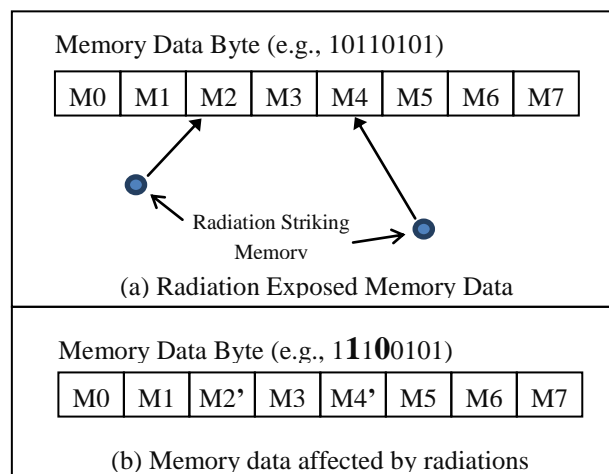 Memory Data Byte (e.g., 10110101)
M0 M1 M2 M3 M4 M5 M6 M7
Radiation Striking
Memory
(a) Radiation Exposed Memory Data
Memory Data Byte (e.g., 11100101)
M0 M1 M2’ M3 M4’ M5 M6 M7
(b) Memory data affected by radiations